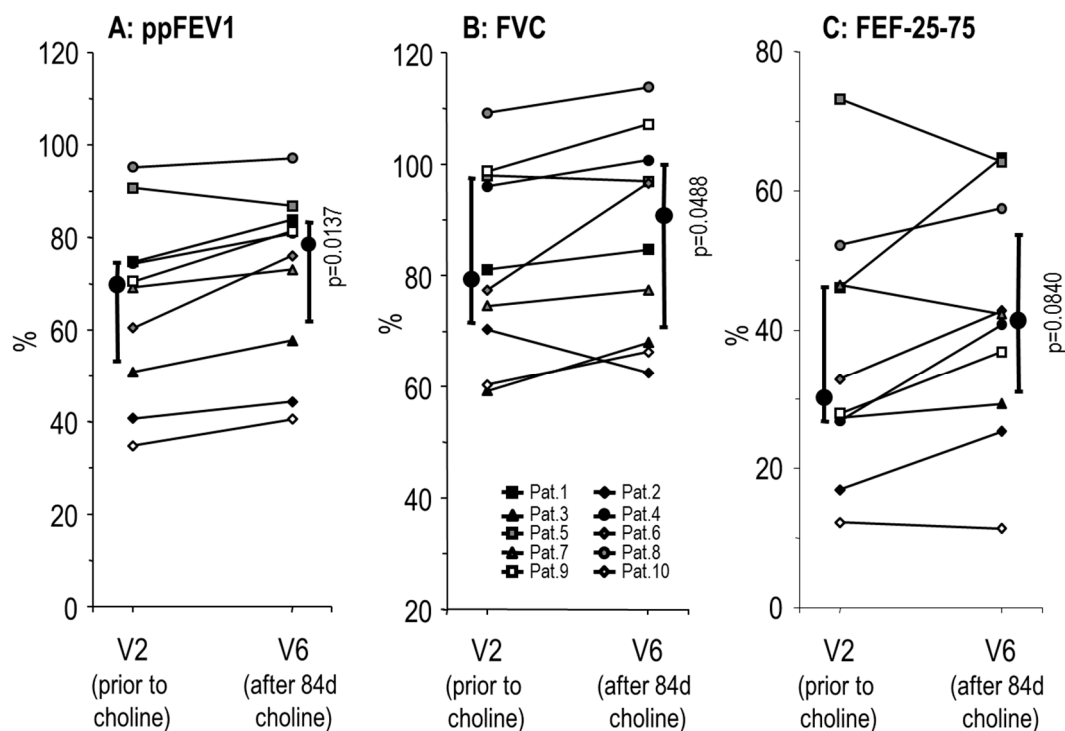 A: ppFEV1
120
100
80
60
40
20
0
%
p=0.0137
V2
(prior to
choline)
V6
(after 84d
choline)
B: FVC
120
100
80
60
40
20
%
p=0.0488
Pat.1
Pat.2
Pat.3
Pat.4
Pat.5
Pat.6
Pat.7
Pat.8
Pat.9
Pat.10
V2
(prior to
choline)
V6
(after 84d
choline)
C: FEF-25-75
80
60
40
20
0
%
p=0.0840
V2
(prior to
choline)
V6
(after 84d
choline)